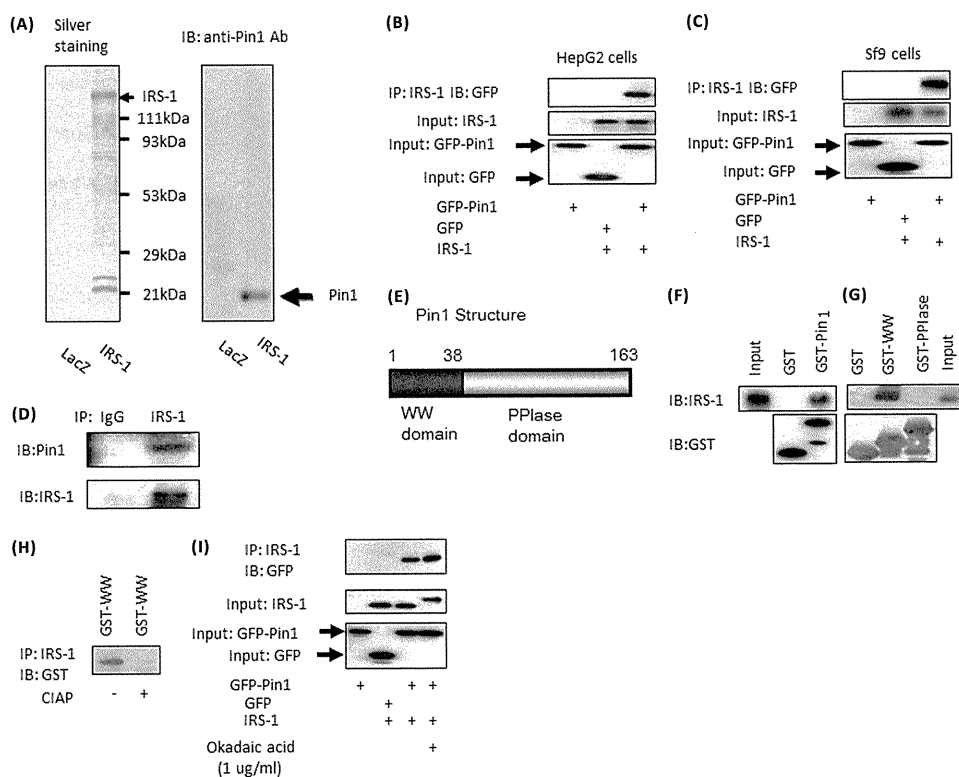 (A)
Silver
staining
IB: anti-Pin1 Ab
IRS-1
111kDa
93kDa
53kDa
29kDa
21kDa
Pin1
LacZ
IRS-1
LacZ
IRS-1
(B)
HepG2 cells
IP: IRS-1 IB: GFP
Input: IRS-1
Input: GFP-Pin1
Input: GFP
GFP-Pin1 + +
GFP +
IRS-1 + +
(C)
Sf9 cells
IP: IRS-1 IB: GFP
Input: IRS-1
Input: GFP-Pin1
Input: GFP
GFP-Pin1 + +
GFP +
IRS-1 + +
(D)
IP: IgG IRS-1
IB:Pin1
IB:IRS-1
(E)
Pin1 Structure
1 38 163
WW
domain
PPIase
domain
(F)
Input
GST
GST-Pin1
IB:IRS-1
IB:GST
(G)
GST
GST-WW
GST-PPIase
Input
(H)
GST-WW
GST-WW
IP: IRS-1
IB: GST
CIAP - +
(I)
IP: IRS-1
IB: GFP
Input: IRS-1
Input: GFP-Pin1
Input: GFP
GFP-Pin1 + + +
GFP +
IRS-1 + + +
Okadaic acid +
(1 ug/ml)